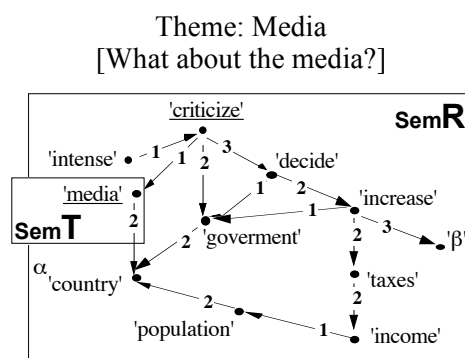 Theme: Media
[What about the media?]
'criticize'
SemR
1
3
'intense'
1
2
'decide'
'media'
1
2
'increase'
2
1
3
SemT
'goverment'
2
'β'
2
α
'country'
'taxes'
2
2
'population'
1
'income'